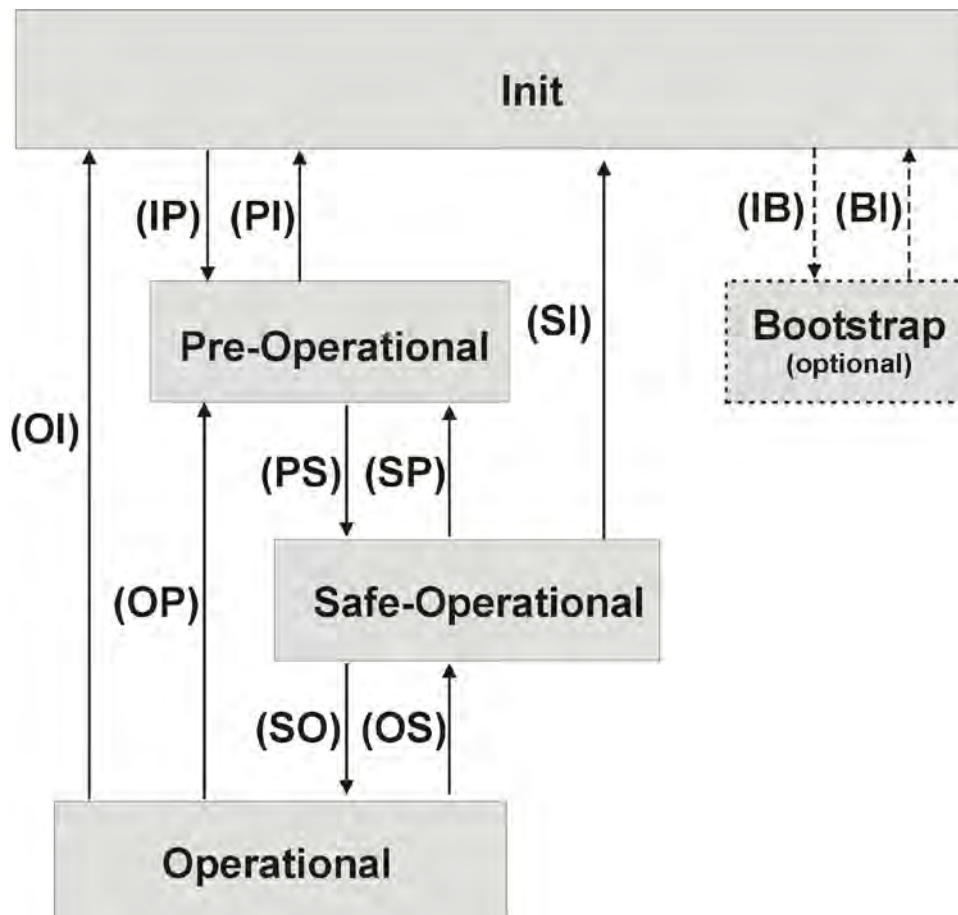 Init
(IP) (PI) (IB) (BI)
(SI)
Pre-Operational
Bootstrap
(optional)
(OI)
(PS) (SP)
(OP)
Safe-Operational
(SO) (OS)
Operational